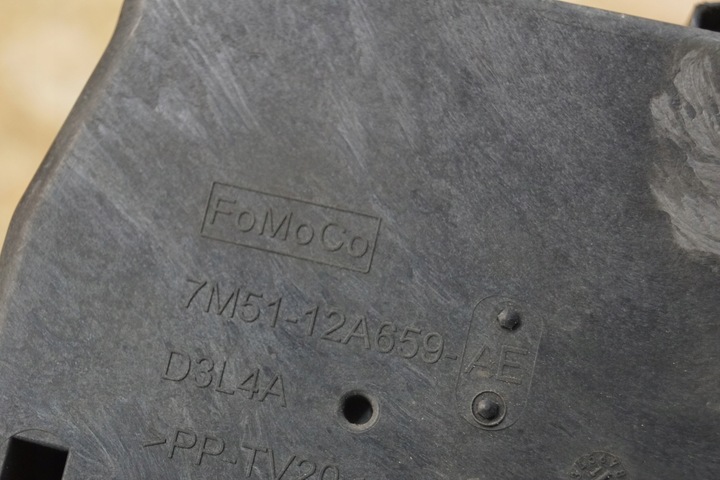 FoMoCo
7M51-12A659-AE
D3L4A
>PP-TV20